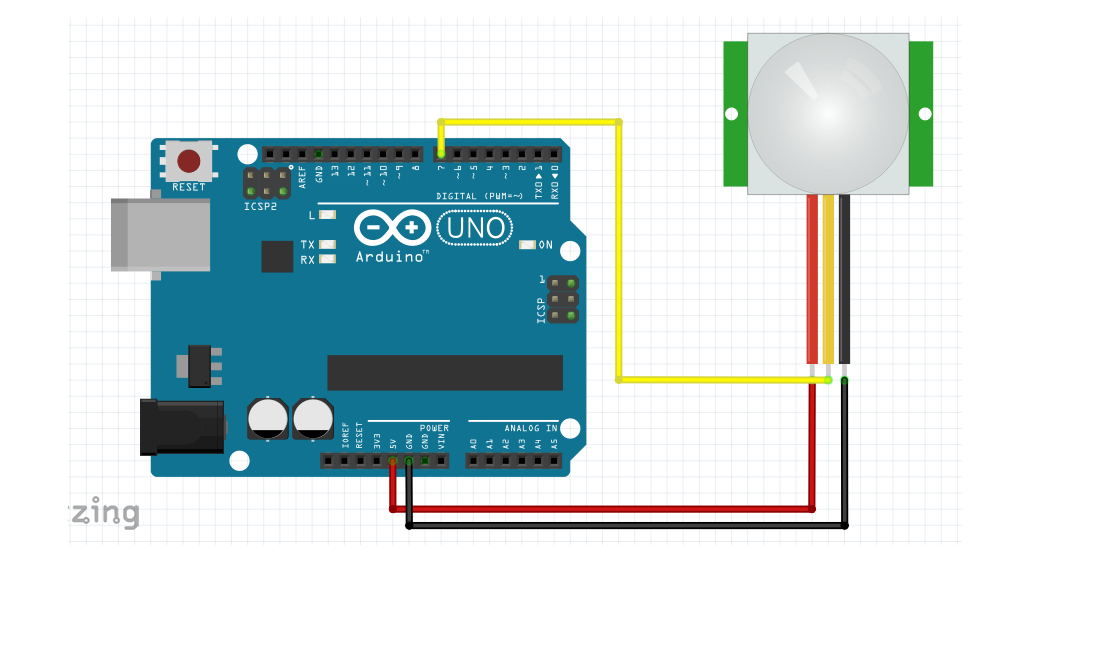 RESET
ICSP2
AREF
GND
13
12
~11
~10
~9
8
7
~6
~5
4
~3
2
TX0▶1
RX0◀0
DIGITAL (PWM=~)
L
TX
RX
Arduino™
UNO
ON
1
ICSP
IOREF
RESET
3V3
5V
GND
GND
VIN
POWER
A0
A1
A2
A3
A4
A5
ANALOG IN
zing